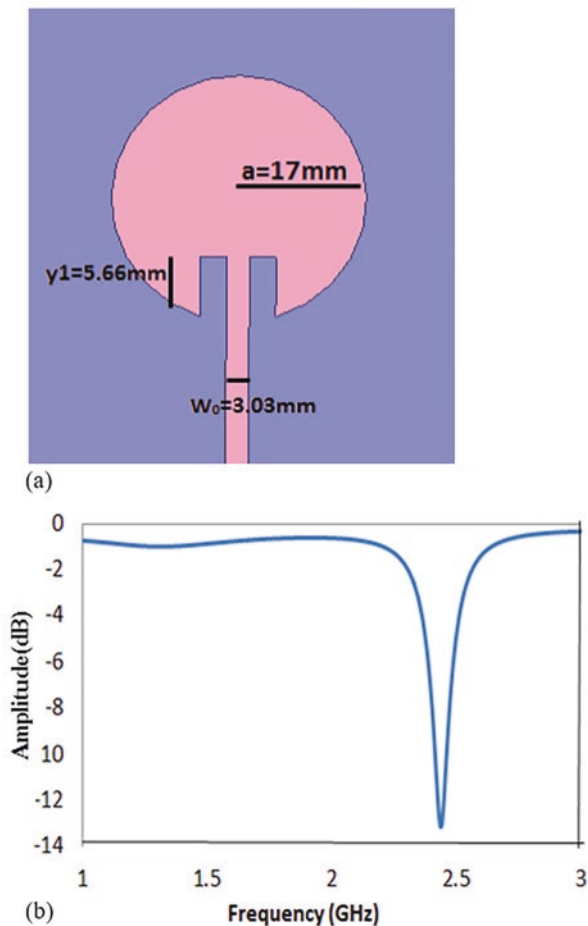 a=17mm
y1=5.66mm
W₀=3.03mm
(a)
0
-2
-4
-6
-8
10
-12
-14
Amplitude(dB)
1
1.5
2
2.5
3
Frequency (GHz)
(b)